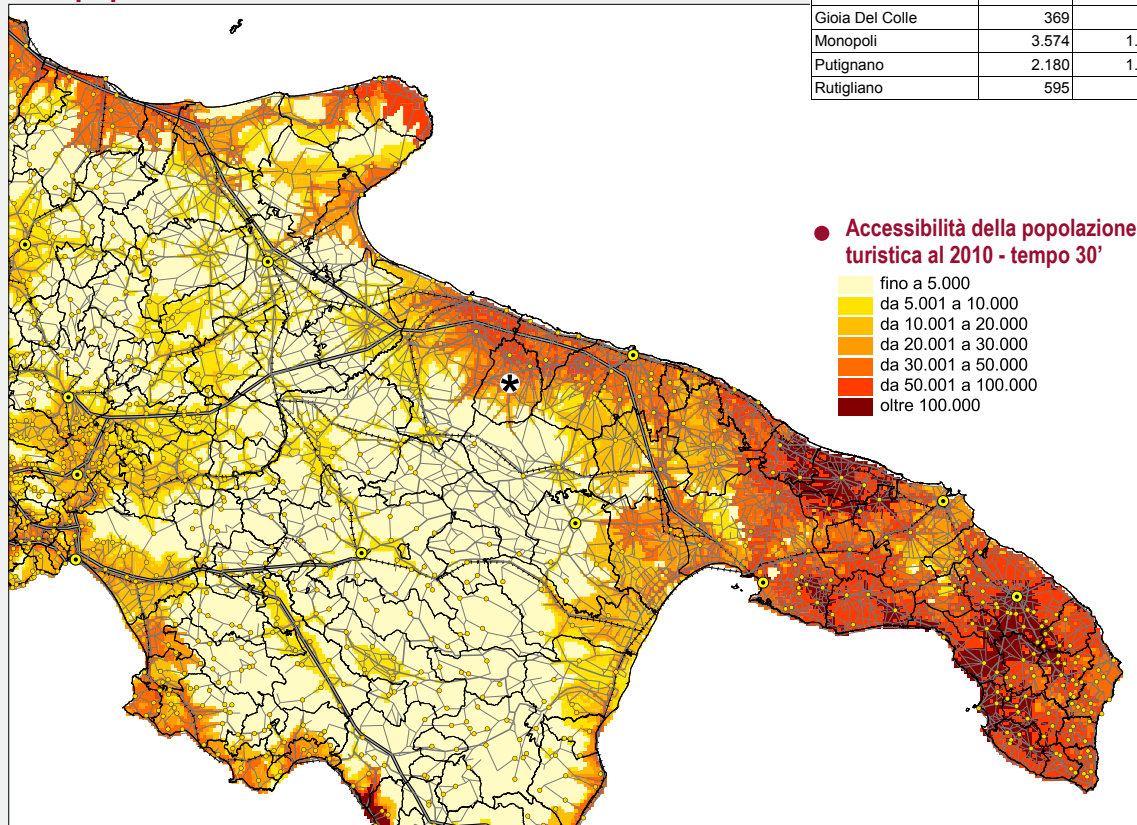 Gioia Del Colle 369
Monopoli 3.574 1.
Putignano 2.180 1.
Rutigliano 595
Accessibilità della popolazione
turistica al 2010 - tempo 30’
fino a 5.000
da 5.001 a 10.000
da 10.001 a 20.000
da 20.001 a 30.000
da 30.001 a 50.000
da 50.001 a 100.000
oltre 100.000